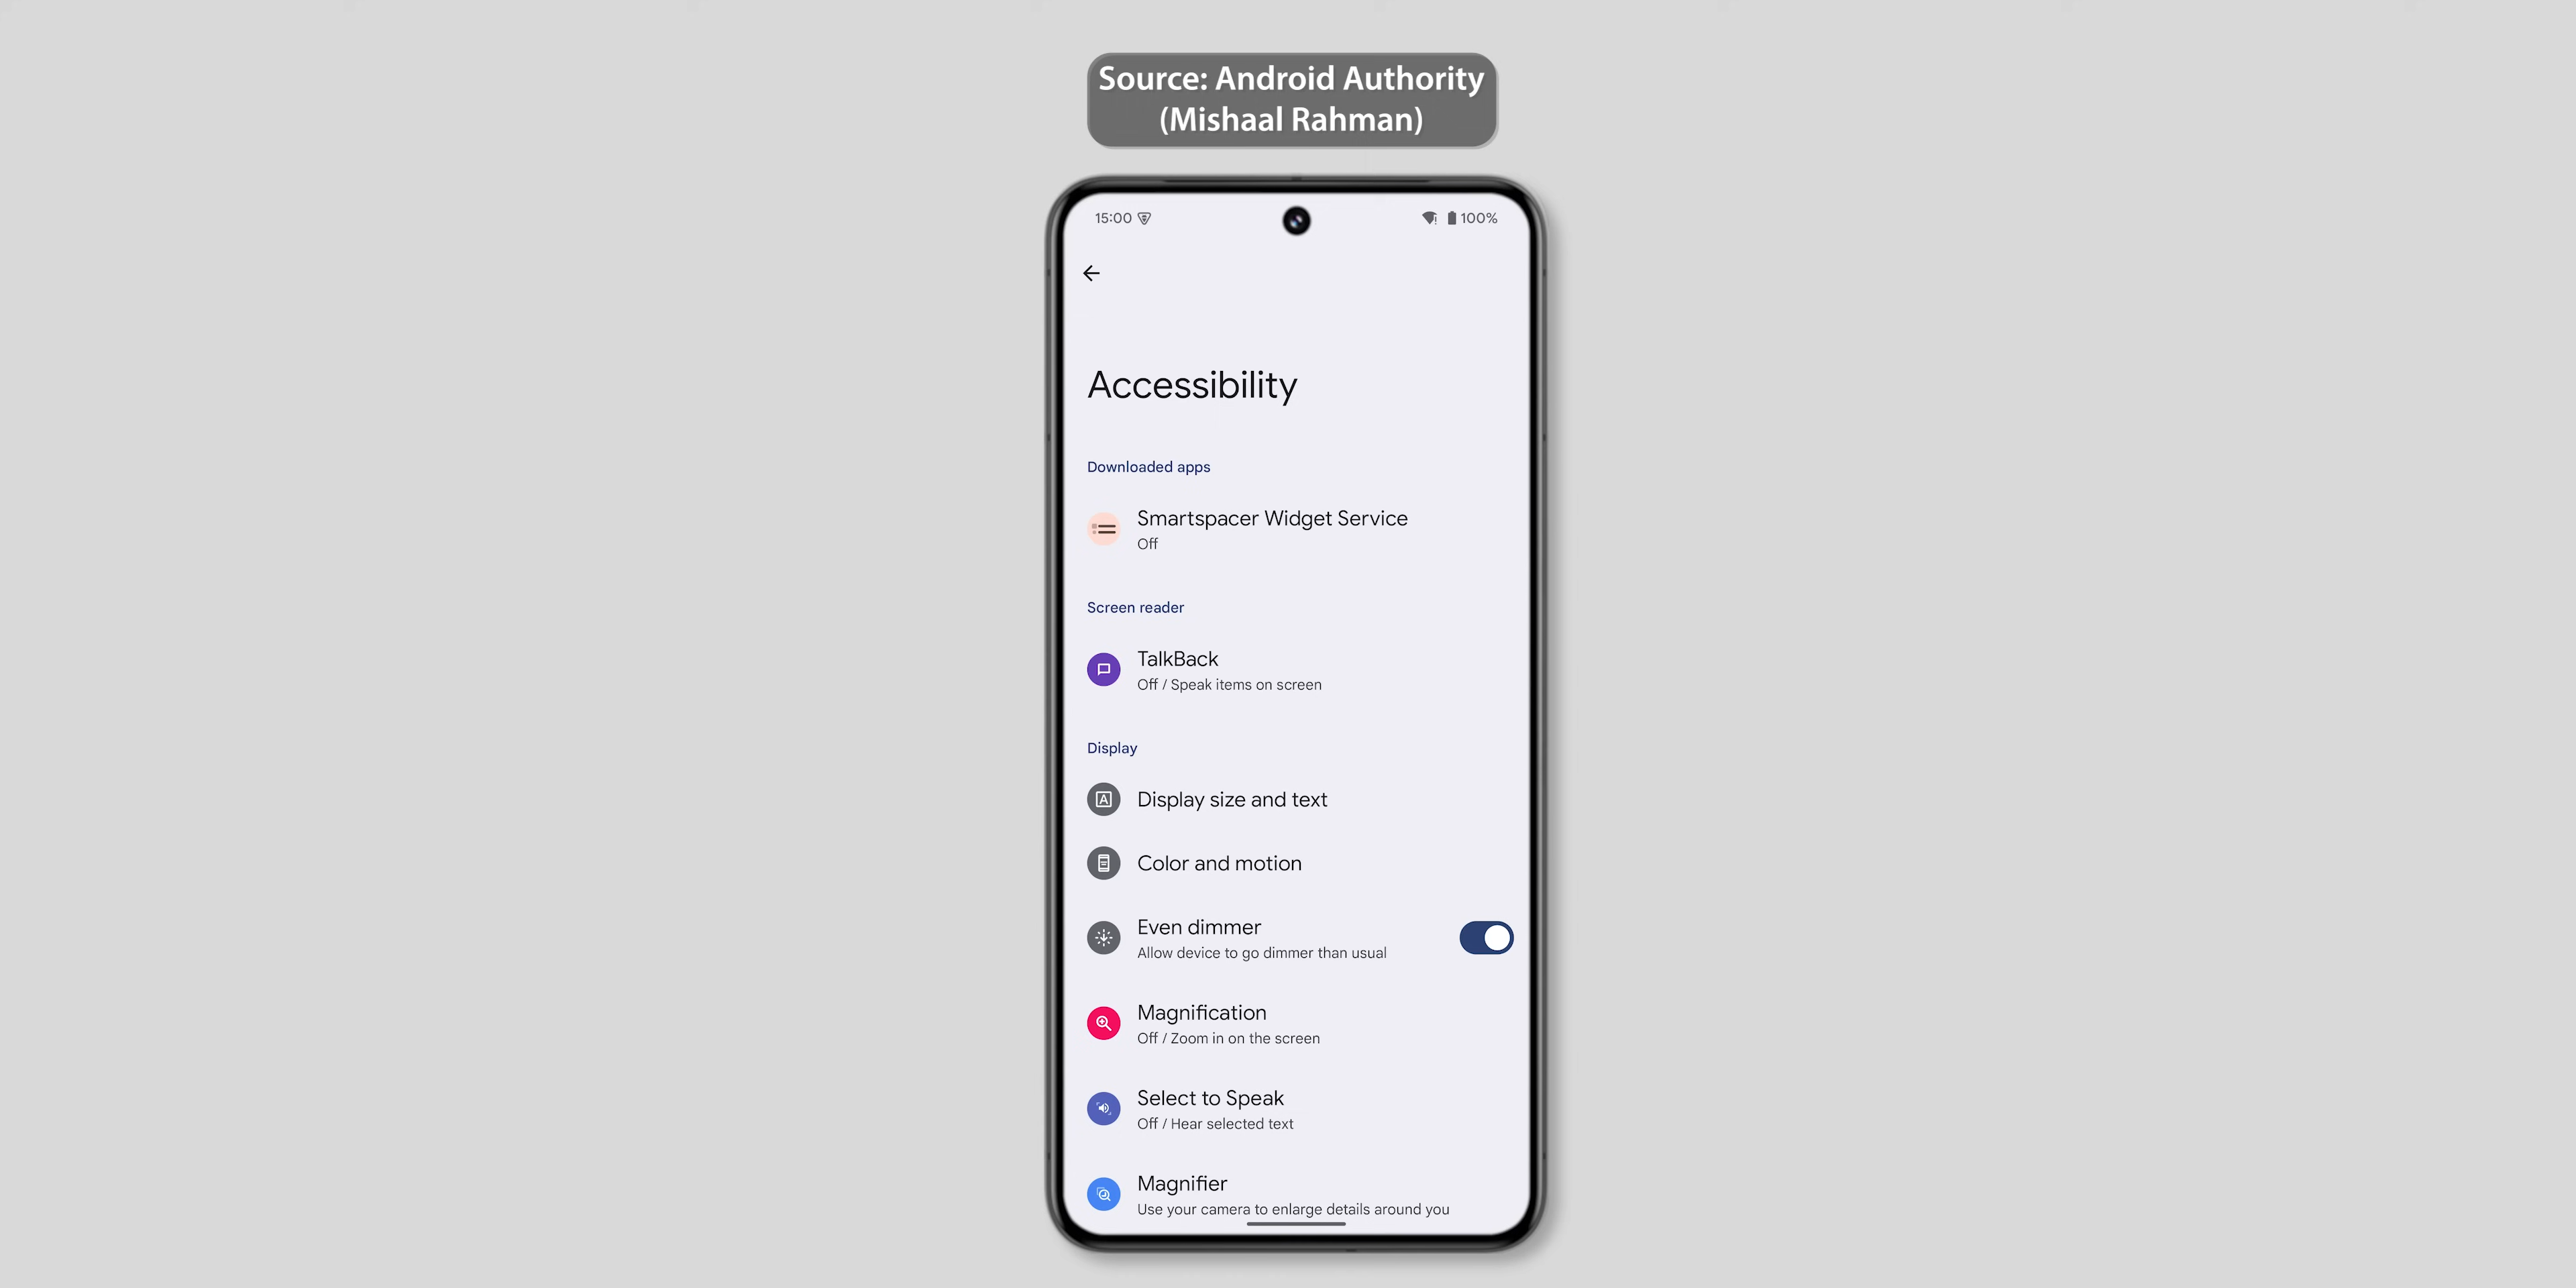 Source: Android Authority
(Mishaal Rahman)
15:00
100%
Accessibility
Downloaded apps
Smartspacer Widget Service
Off
Screen reader
TalkBack
Off / Speak items on screen
Display
Display size and text
Color and motion
Even dimmer
Allow device to go dimmer than usual
Magnification
Off / Zoom in on the screen
Select to Speak
Off / Hear selected text
Magnifier
Use your camera to enlarge details around you